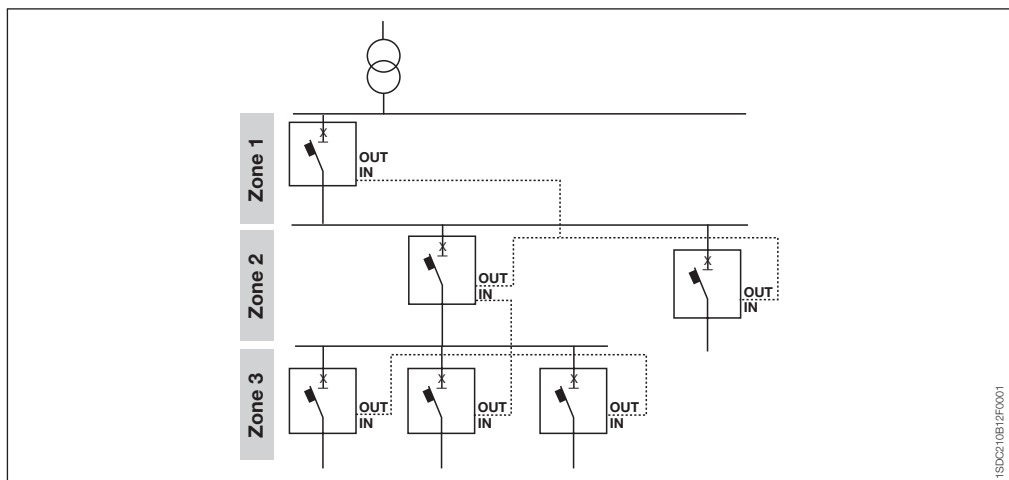 Zone 1
OUT
IN
Zone 2
OUT
IN
OUT
IN
Zone 3
OUT
IN
OUT
IN
OUT
IN
1SDC210B12F0001